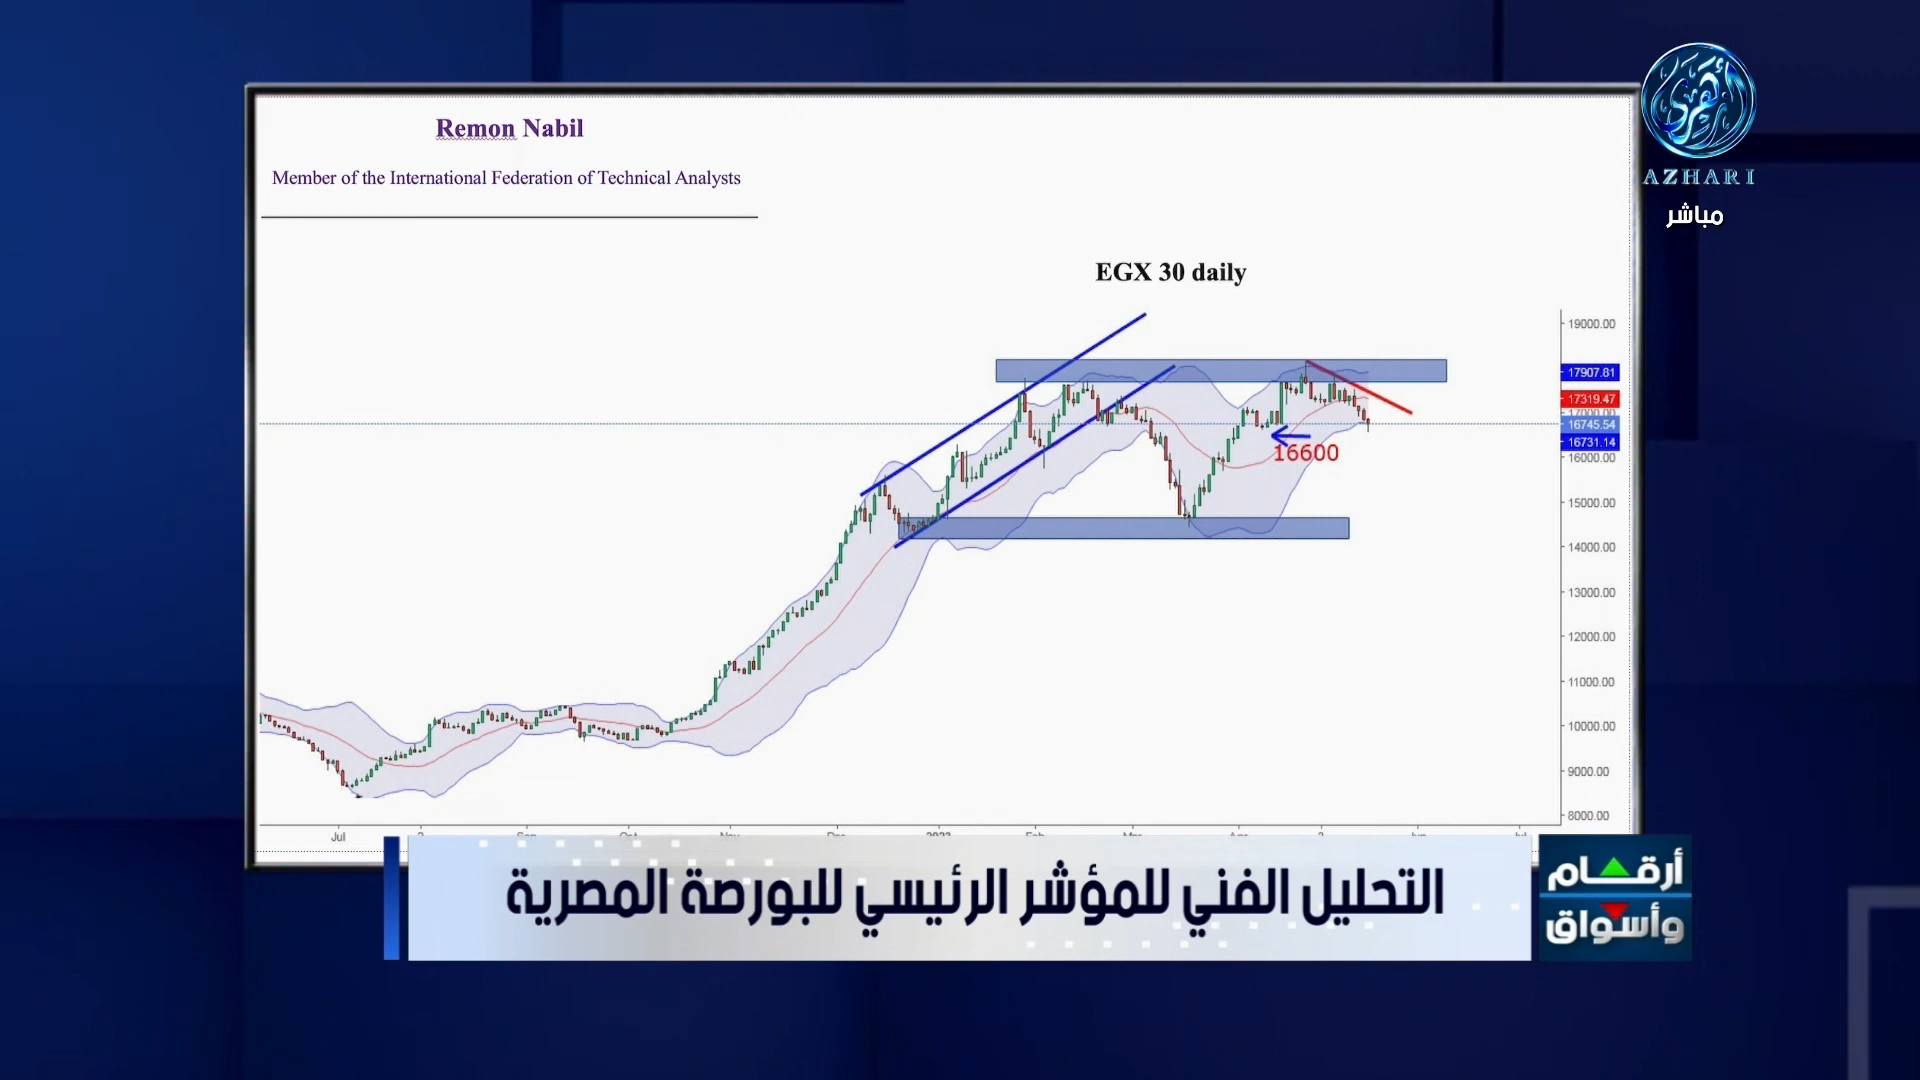 Remon Nabil
Member of the International Federation of Technical Analysts
EGX 30 daily
19000.00
17907.81
17319.47
17000.00
16745.54
16731.14
16000.00
15000.00
14000.00
13000.00
12000.00
11000.00
10000.00
9000.00
8000.00
16600
Jul
AZHARI
مباشر
التحليل الفني للمؤشر الرئيسي للبورصة المصرية
أرقام
وأسواق